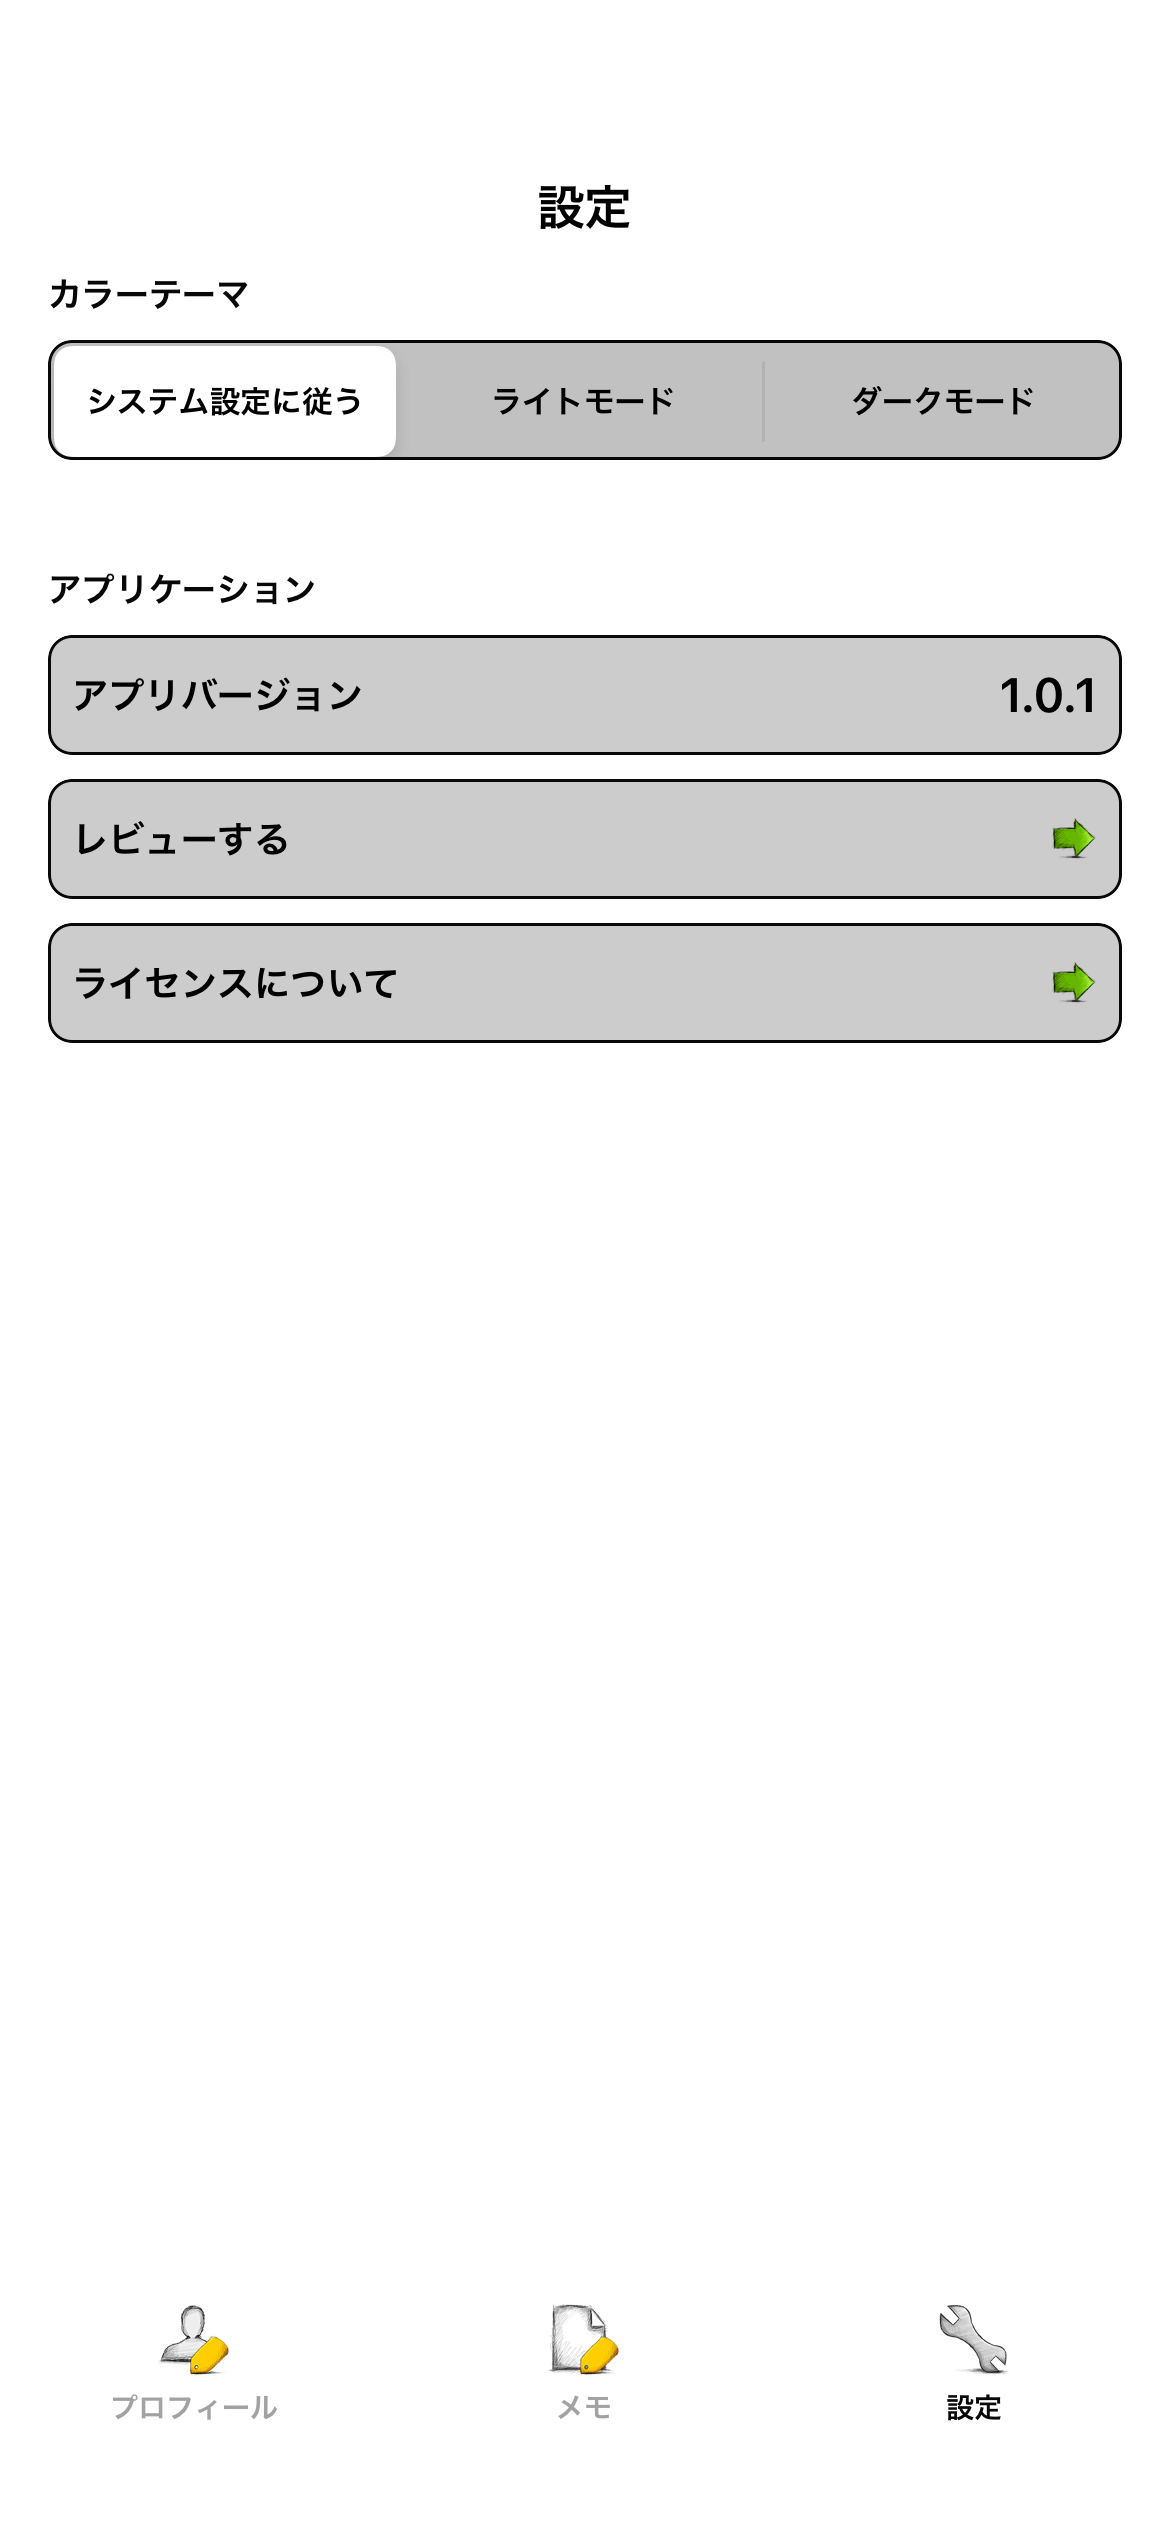 設定
カラーテーマ
システム設定に従う ライトモード ダークモード
アプリケーション
アプリバージョン 1.0.1
レビューする
ライセンスについて
プロフィール メモ 設定